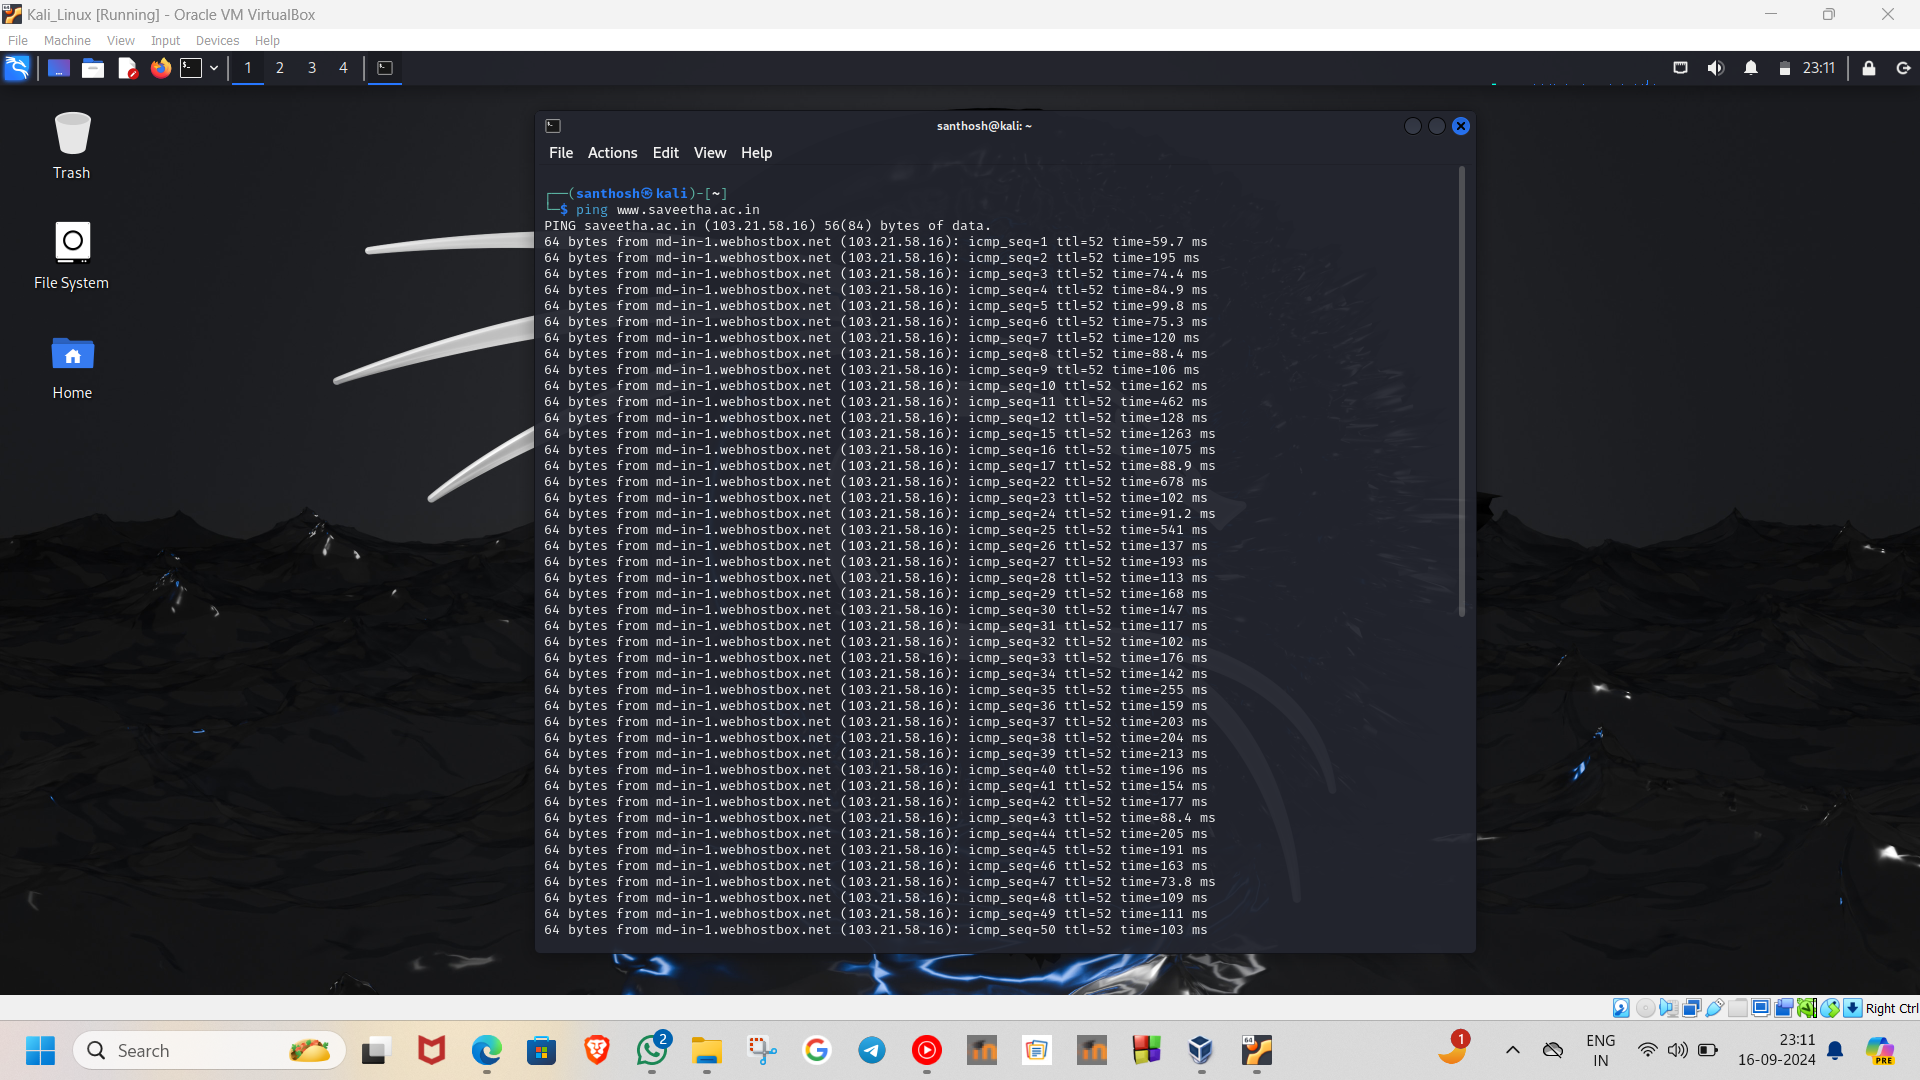 Kali_Linux [Running] - Oracle VM VirtualBox
File Machine View Input Devices Help
1 2 3 4 23:11
Trash
File System
Home
santhosh@kali: ~
File Actions Edit View Help
┌──(santhosh㉿kali)-[~]
└─$ ping www.saveetha.ac.in
PING saveetha.ac.in (103.21.58.16) 56(84) bytes of data.
64 bytes from md-in-1.webhostbox.net (103.21.58.16): icmp_seq=1 ttl=52 time=59.7 ms
64 bytes from md-in-1.webhostbox.net (103.21.58.16): icmp_seq=2 ttl=52 time=195 ms
64 bytes from md-in-1.webhostbox.net (103.21.58.16): icmp_seq=3 ttl=52 time=74.4 ms
64 bytes from md-in-1.webhostbox.net (103.21.58.16): icmp_seq=4 ttl=52 time=84.9 ms
64 bytes from md-in-1.webhostbox.net (103.21.58.16): icmp_seq=5 ttl=52 time=99.8 ms
64 bytes from md-in-1.webhostbox.net (103.21.58.16): icmp_seq=6 ttl=52 time=75.3 ms
64 bytes from md-in-1.webhostbox.net (103.21.58.16): icmp_seq=7 ttl=52 time=120 ms
64 bytes from md-in-1.webhostbox.net (103.21.58.16): icmp_seq=8 ttl=52 time=88.4 ms
64 bytes from md-in-1.webhostbox.net (103.21.58.16): icmp_seq=9 ttl=52 time=106 ms
64 bytes from md-in-1.webhostbox.net (103.21.58.16): icmp_seq=10 ttl=52 time=162 ms
64 bytes from md-in-1.webhostbox.net (103.21.58.16): icmp_seq=11 ttl=52 time=462 ms
64 bytes from md-in-1.webhostbox.net (103.21.58.16): icmp_seq=12 ttl=52 time=128 ms
64 bytes from md-in-1.webhostbox.net (103.21.58.16): icmp_seq=15 ttl=52 time=1263 ms
64 bytes from md-in-1.webhostbox.net (103.21.58.16): icmp_seq=16 ttl=52 time=1075 ms
64 bytes from md-in-1.webhostbox.net (103.21.58.16): icmp_seq=17 ttl=52 time=88.9 ms
64 bytes from md-in-1.webhostbox.net (103.21.58.16): icmp_seq=22 ttl=52 time=678 ms
64 bytes from md-in-1.webhostbox.net (103.21.58.16): icmp_seq=23 ttl=52 time=102 ms
64 bytes from md-in-1.webhostbox.net (103.21.58.16): icmp_seq=24 ttl=52 time=91.2 ms
64 bytes from md-in-1.webhostbox.net (103.21.58.16): icmp_seq=25 ttl=52 time=541 ms
64 bytes from md-in-1.webhostbox.net (103.21.58.16): icmp_seq=26 ttl=52 time=137 ms
64 bytes from md-in-1.webhostbox.net (103.21.58.16): icmp_seq=27 ttl=52 time=193 ms
64 bytes from md-in-1.webhostbox.net (103.21.58.16): icmp_seq=28 ttl=52 time=113 ms
64 bytes from md-in-1.webhostbox.net (103.21.58.16): icmp_seq=29 ttl=52 time=168 ms
64 bytes from md-in-1.webhostbox.net (103.21.58.16): icmp_seq=30 ttl=52 time=147 ms
64 bytes from md-in-1.webhostbox.net (103.21.58.16): icmp_seq=31 ttl=52 time=117 ms
64 bytes from md-in-1.webhostbox.net (103.21.58.16): icmp_seq=32 ttl=52 time=102 ms
64 bytes from md-in-1.webhostbox.net (103.21.58.16): icmp_seq=33 ttl=52 time=176 ms
64 bytes from md-in-1.webhostbox.net (103.21.58.16): icmp_seq=34 ttl=52 time=142 ms
64 bytes from md-in-1.webhostbox.net (103.21.58.16): icmp_seq=35 ttl=52 time=255 ms
64 bytes from md-in-1.webhostbox.net (103.21.58.16): icmp_seq=36 ttl=52 time=159 ms
64 bytes from md-in-1.webhostbox.net (103.21.58.16): icmp_seq=37 ttl=52 time=203 ms
64 bytes from md-in-1.webhostbox.net (103.21.58.16): icmp_seq=38 ttl=52 time=204 ms
64 bytes from md-in-1.webhostbox.net (103.21.58.16): icmp_seq=39 ttl=52 time=213 ms
64 bytes from md-in-1.webhostbox.net (103.21.58.16): icmp_seq=40 ttl=52 time=196 ms
64 bytes from md-in-1.webhostbox.net (103.21.58.16): icmp_seq=41 ttl=52 time=154 ms
64 bytes from md-in-1.webhostbox.net (103.21.58.16): icmp_seq=42 ttl=52 time=177 ms
64 bytes from md-in-1.webhostbox.net (103.21.58.16): icmp_seq=43 ttl=52 time=88.4 ms
64 bytes from md-in-1.webhostbox.net (103.21.58.16): icmp_seq=44 ttl=52 time=205 ms
64 bytes from md-in-1.webhostbox.net (103.21.58.16): icmp_seq=45 ttl=52 time=191 ms
64 bytes from md-in-1.webhostbox.net (103.21.58.16): icmp_seq=46 ttl=52 time=163 ms
64 bytes from md-in-1.webhostbox.net (103.21.58.16): icmp_seq=47 ttl=52 time=73.8 ms
64 bytes from md-in-1.webhostbox.net (103.21.58.16): icmp_seq=48 ttl=52 time=109 ms
64 bytes from md-in-1.webhostbox.net (103.21.58.16): icmp_seq=49 ttl=52 time=111 ms
64 bytes from md-in-1.webhostbox.net (103.21.58.16): icmp_seq=50 ttl=52 time=103 ms
Right Ctrl
Search
2
1
ENG
IN
23:11
16-09-2024
PRE